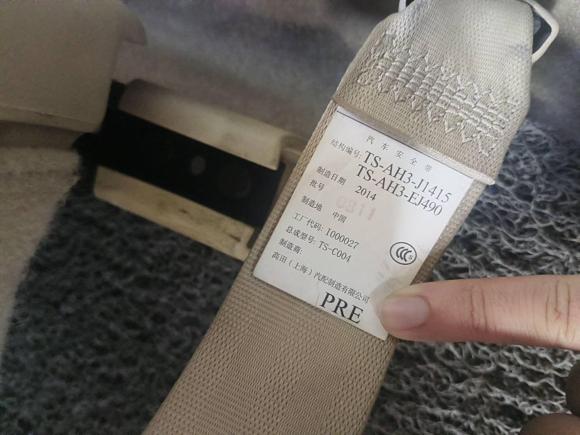 汽车安全带
结构编号: TS-AH3-J1415
TS-AH3-EJ490
制造日期 2014
批号 0311
制造地 中国
工厂代码: 1000027
总成型号: TS-C004
制造商:
高田(上海)汽配制造有限公司
PRE